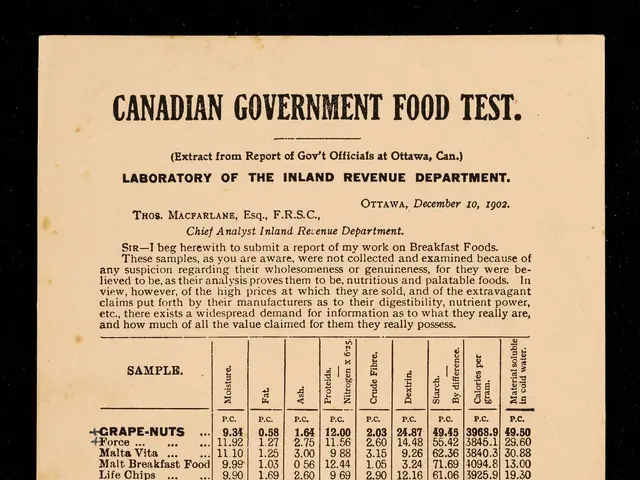 CANADIAN GOVERNMENT FOOD TEST.
(Extract from Report of Gov't Officials at Ottawa, Can.)
LABORATORY OF THE INLAND REVENUE DEPARTMENT.
OTTAWA, December 10, 1902.
THOS. MACFARLANE, Esq., F.R.S.C.,
Chief Analyst Inland Revenue Department.
SIR—I beg herewith to submit a report of my work on Breakfast Foods.
These samples, as you are aware, were not collected and examined because of
any suspicion regarding their wholesomeness or genuineness, for they were be-
lieved to be, as their analysis proves them to be, nutritious and palatable foods. In
view, however, of the high prices at which they are sold, and of the extravagant
claims put forth by their manufacturers as to their digestibility, nutrient power,
etc., there exists a widespread demand for information as to what they really are,
and how much of all the value claimed for them they really possess.
SAMPLE. Moisture. Fat. Ash. Proteids. — Nitrogen x 6·25. Crude Fibre. Dextrin. Starch. — By difference. Calories per gram. Material soluble in cold water.
P.C. P.C. P.C. P.C. P.C. P.C. P.C. P.C. P.C.
GRAPE-NUTS ... 9.34 0.58 1.64 12.00 2.03 24.87 49.45 3968.9 49.50
Force ... ... ... 11.92 1.27 2.75 11.56 2.60 14.48 55.42 3845.1 29.60
Malta Vita ... ... 11.10 1.25 3.00 9 88 3.15 9.26 62.36 3840.3 30.88
Malt Breakfast Food 9.99 1.03 0 56 12.44 1.05 3.24 71.69 4094.8 13.00
Life Chips ... ... 9.90 1.69 2.60 9 69 2.90 12.16 61.06 3925.9 19.30